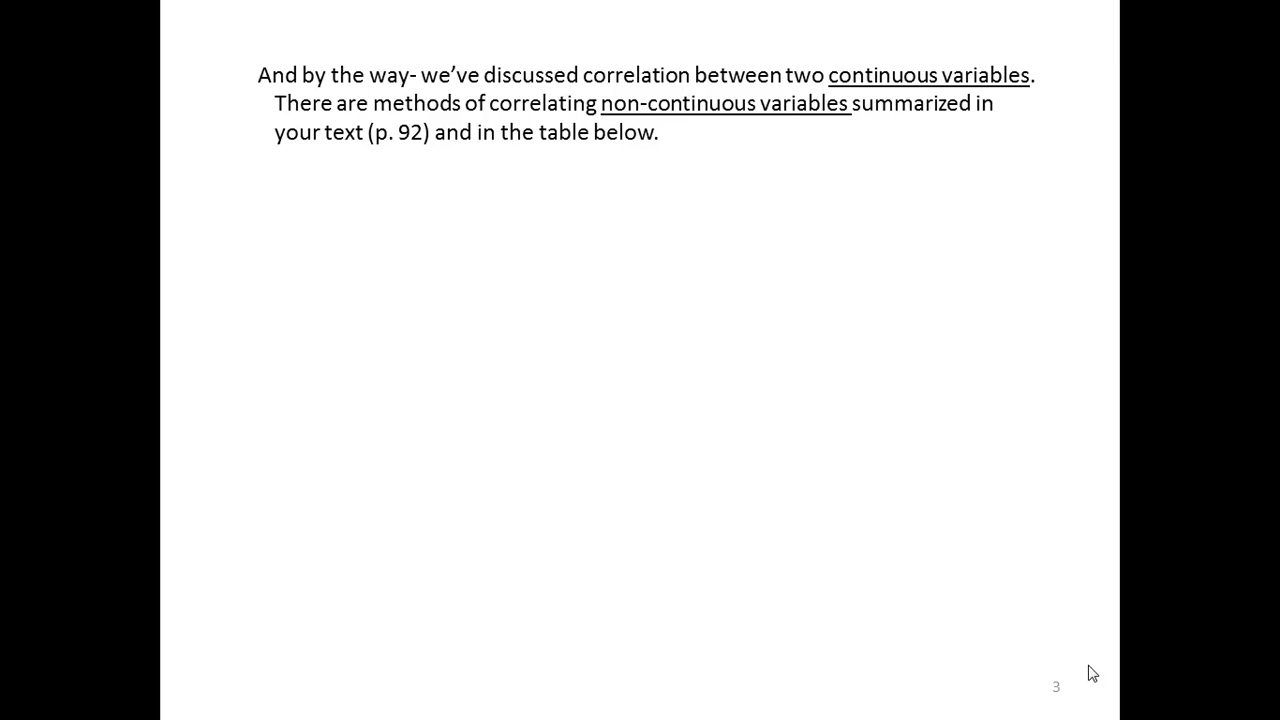 And by the way- we've discussed correlation between two continuous variables.
There are methods of correlating non-continuous variables summarized in
your text (p. 92) and in the table below.
3